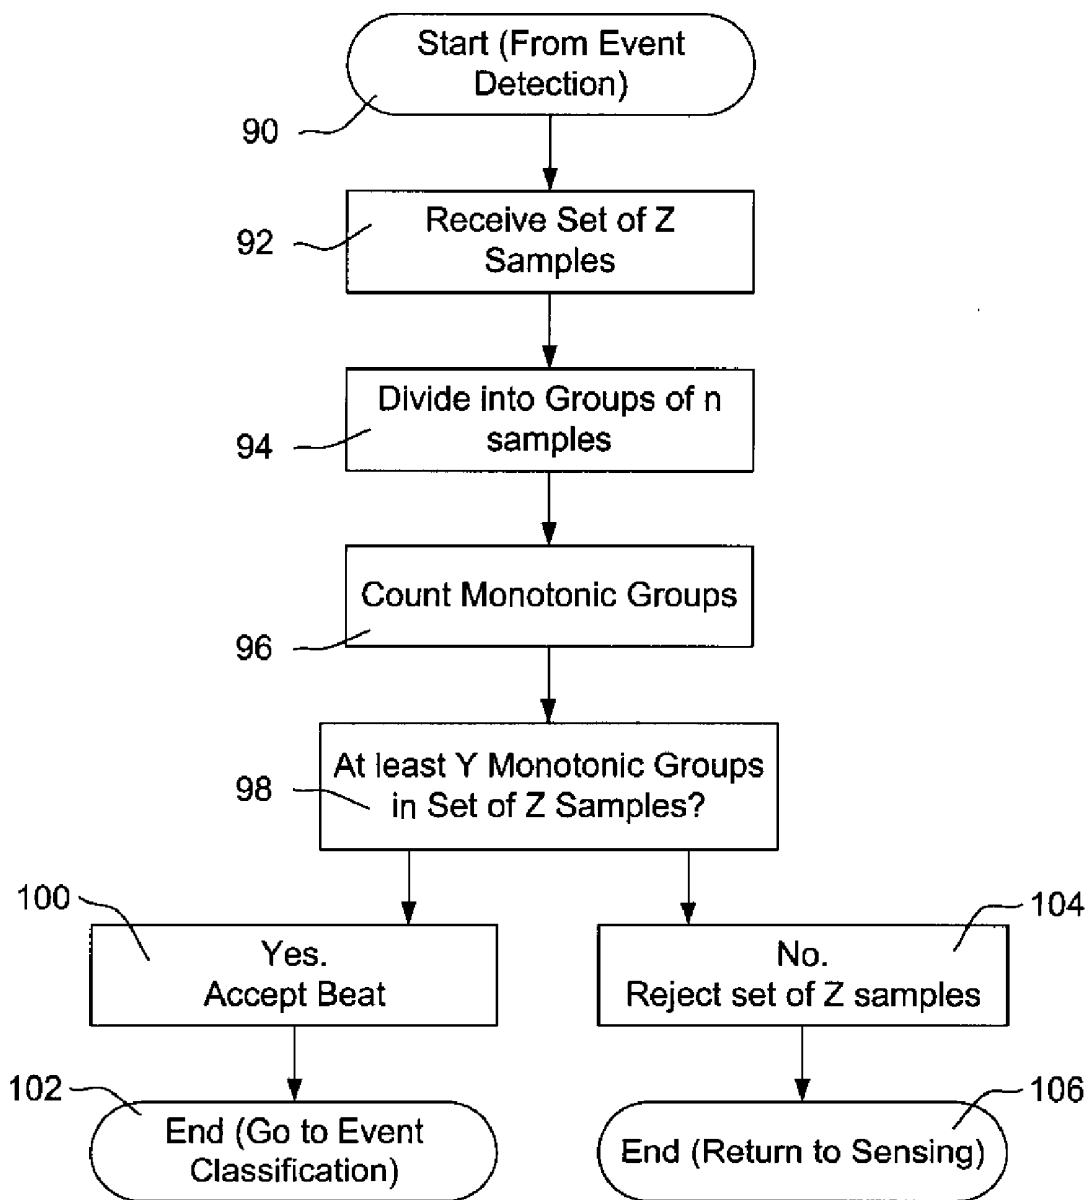 Start (From Event
Detection)
90
Receive Set of Z
Samples
92
Divide into Groups of n
samples
94
Count Monotonic Groups
96
At least Y Monotonic Groups
in Set of Z Samples?
98
100
Yes.
Accept Beat
104
No.
Reject set of Z samples
102
End (Go to Event
Classification)
106
End (Return to Sensing)